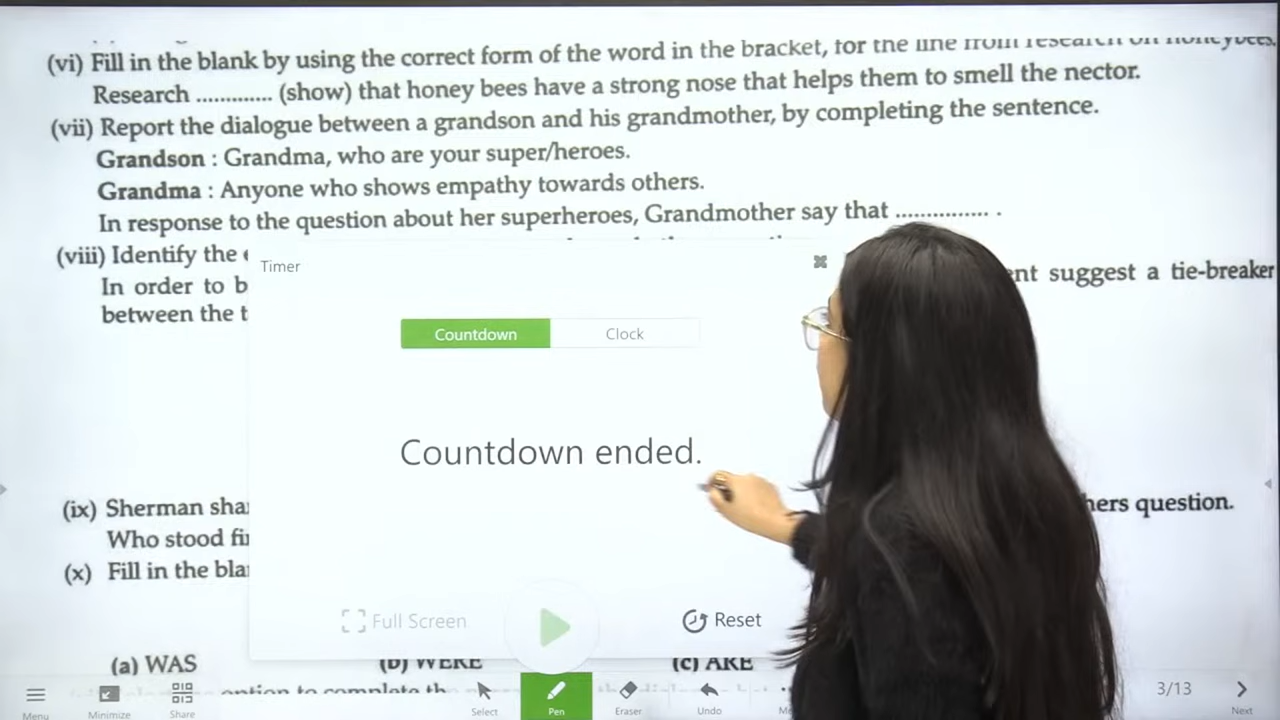 (vi) Fill in the blank by using the correct form of the word in the bracket, for the line from research on honeybees.
Research ............. (show) that honey bees have a strong nose that helps them to smell the nector.
(vii) Report the dialogue between a grandson and his grandmother, by completing the sentence.
Grandson : Grandma, who are your super/heroes.
Grandma : Anyone who shows empathy towards others.
In response to the question about her superheroes, Grandmother say that ............... .
(viii) Identify the
In order to b nt suggest a tie-breaker
between the t
Timer
Countdown Clock
Countdown ended.
(ix) Sherman sha hers question.
Who stood fi
(x) Fill in the bla
Full Screen Reset
(a) WAS (b) WERE (c) ARE
option to complete th
Menu Minimize Share Select Pen Eraser Undo 3/13 Next